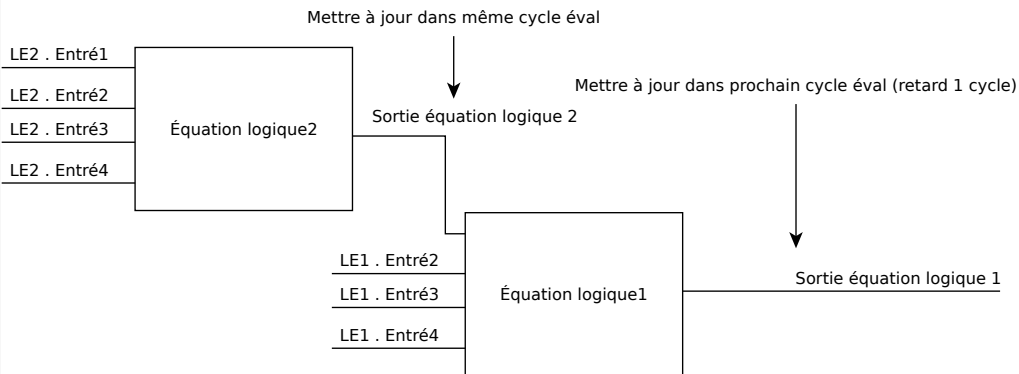 Mettre à jour dans même cycle éval
LE2 . Entré1
Mettre à jour dans prochain cycle éval (retard 1 cycle)
LE2 . Entré2
Sortie équation logique 2
LE2 . Entré3
Équation logique2
LE2 . Entré4
LE1 . Entré2
Sortie équation logique 1
LE1 . Entré3
Équation logique1
LE1 . Entré4